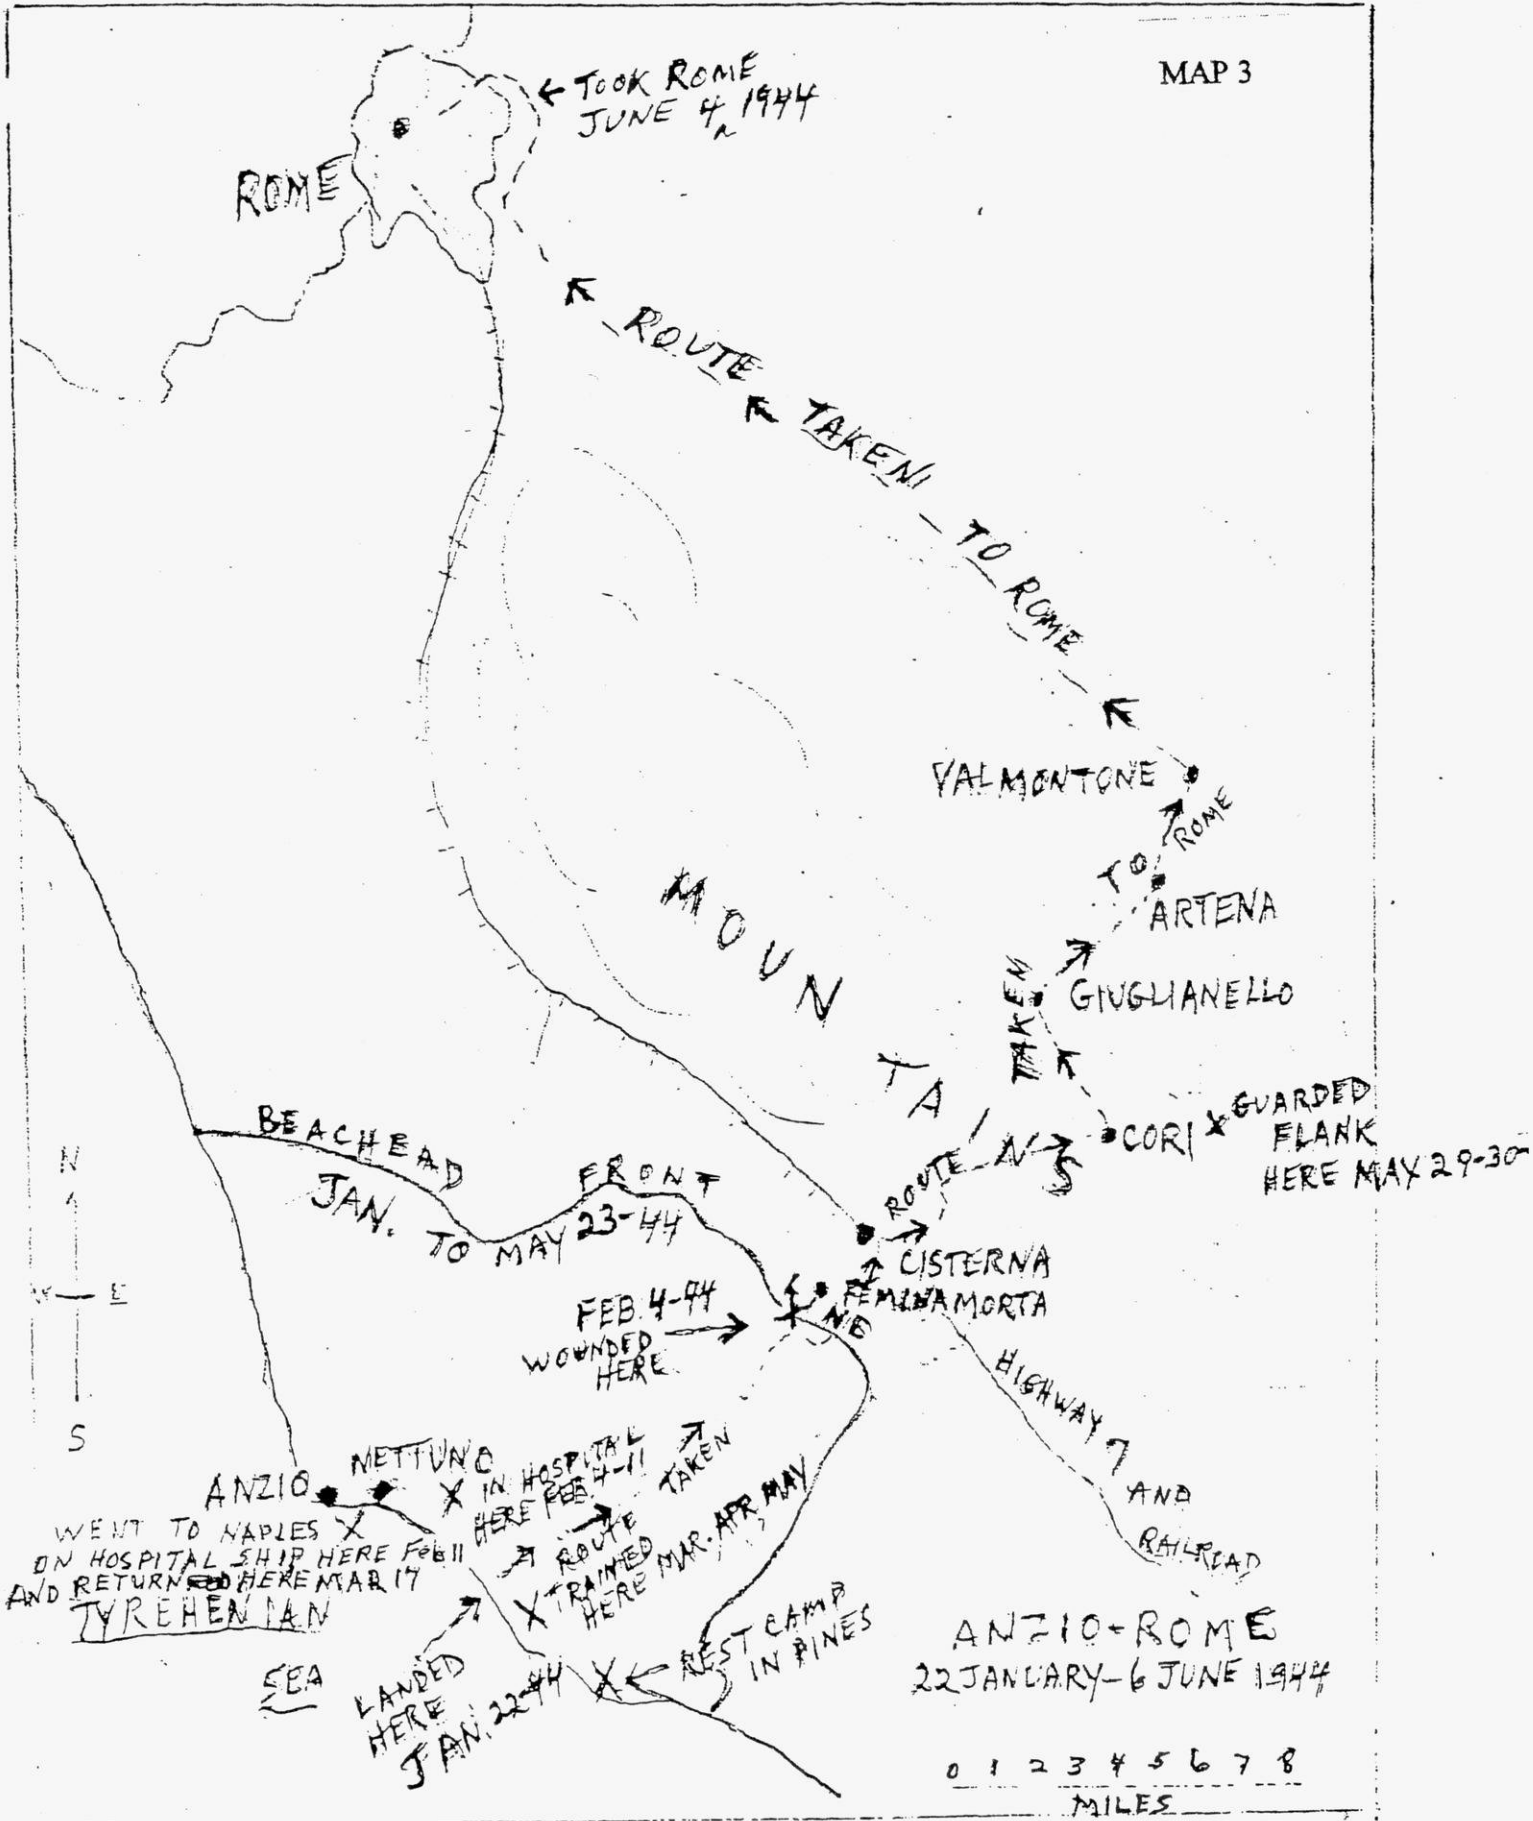 MAP 3
← TOOK ROME
JUNE 4, 1944
ROME
ROUTE TAKEN TO ROME
VALMONTONE
TO ROME
ARTENA
TAKEN
GIUGLIANELLO
MOUNTAINS
ROUTE
CORI X GUARDED
FLANK
HERE MAY 29-30-
BEACHEAD FRONT
JAN. TO MAY 23-44
N
W E
S
CISTERNA
FEMINAMORTA
FEB. 4-44
WOUNDED
HERE
HIGHWAY 7
AND
RAILROAD
ANZIO
NETTUNO
X IN HOSPITAL
HERE FEB. 4-11
ROUTE TAKEN
WENT TO NAPLES X
ON HOSPITAL SHIP HERE FEB 11
AND RETURNED HERE MAR 17
X TRAINED
HERE MAR. APR. MAY
TYREHENIAN
SEA
LANDED
HERE
JAN. 22-44
X ← REST CAMP
IN PINES
ANZIO-ROME
22 JANUARY-6 JUNE 1944
0 1 2 3 4 5 6 7 8
MILES